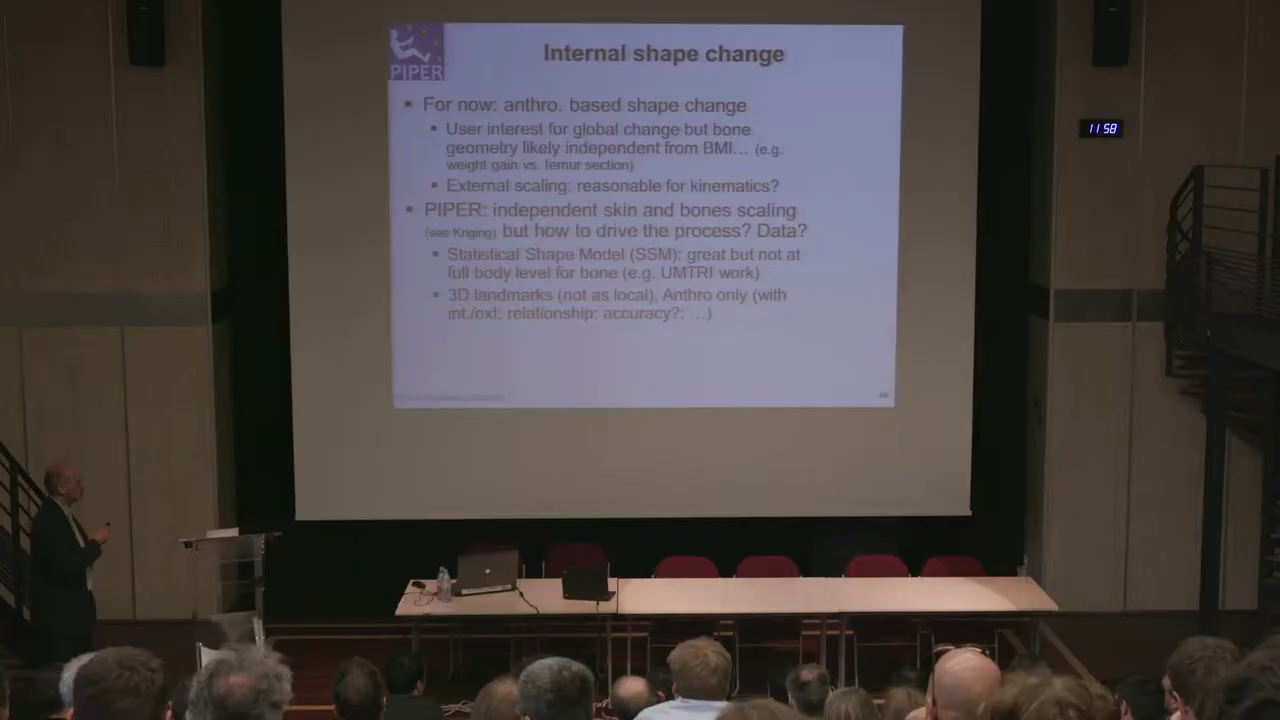 PIPER
Internal shape change
▪ For now: anthro. based shape change
▪ User interest for global change but bone
geometry likely independent from BMI... (e.g.
weight gain vs. femur section)
▪ External scaling: reasonable for kinematics?
▪ PIPER: independent skin and bones scaling
(see Kriging) but how to drive the process? Data?
▪ Statistical Shape Model (SSM): great but not at
full body level for bone (e.g. UMTRI work)
▪ 3D landmarks (not as local), Anthro only (with
int./ext; relationship: accuracy?; ...)
11 58